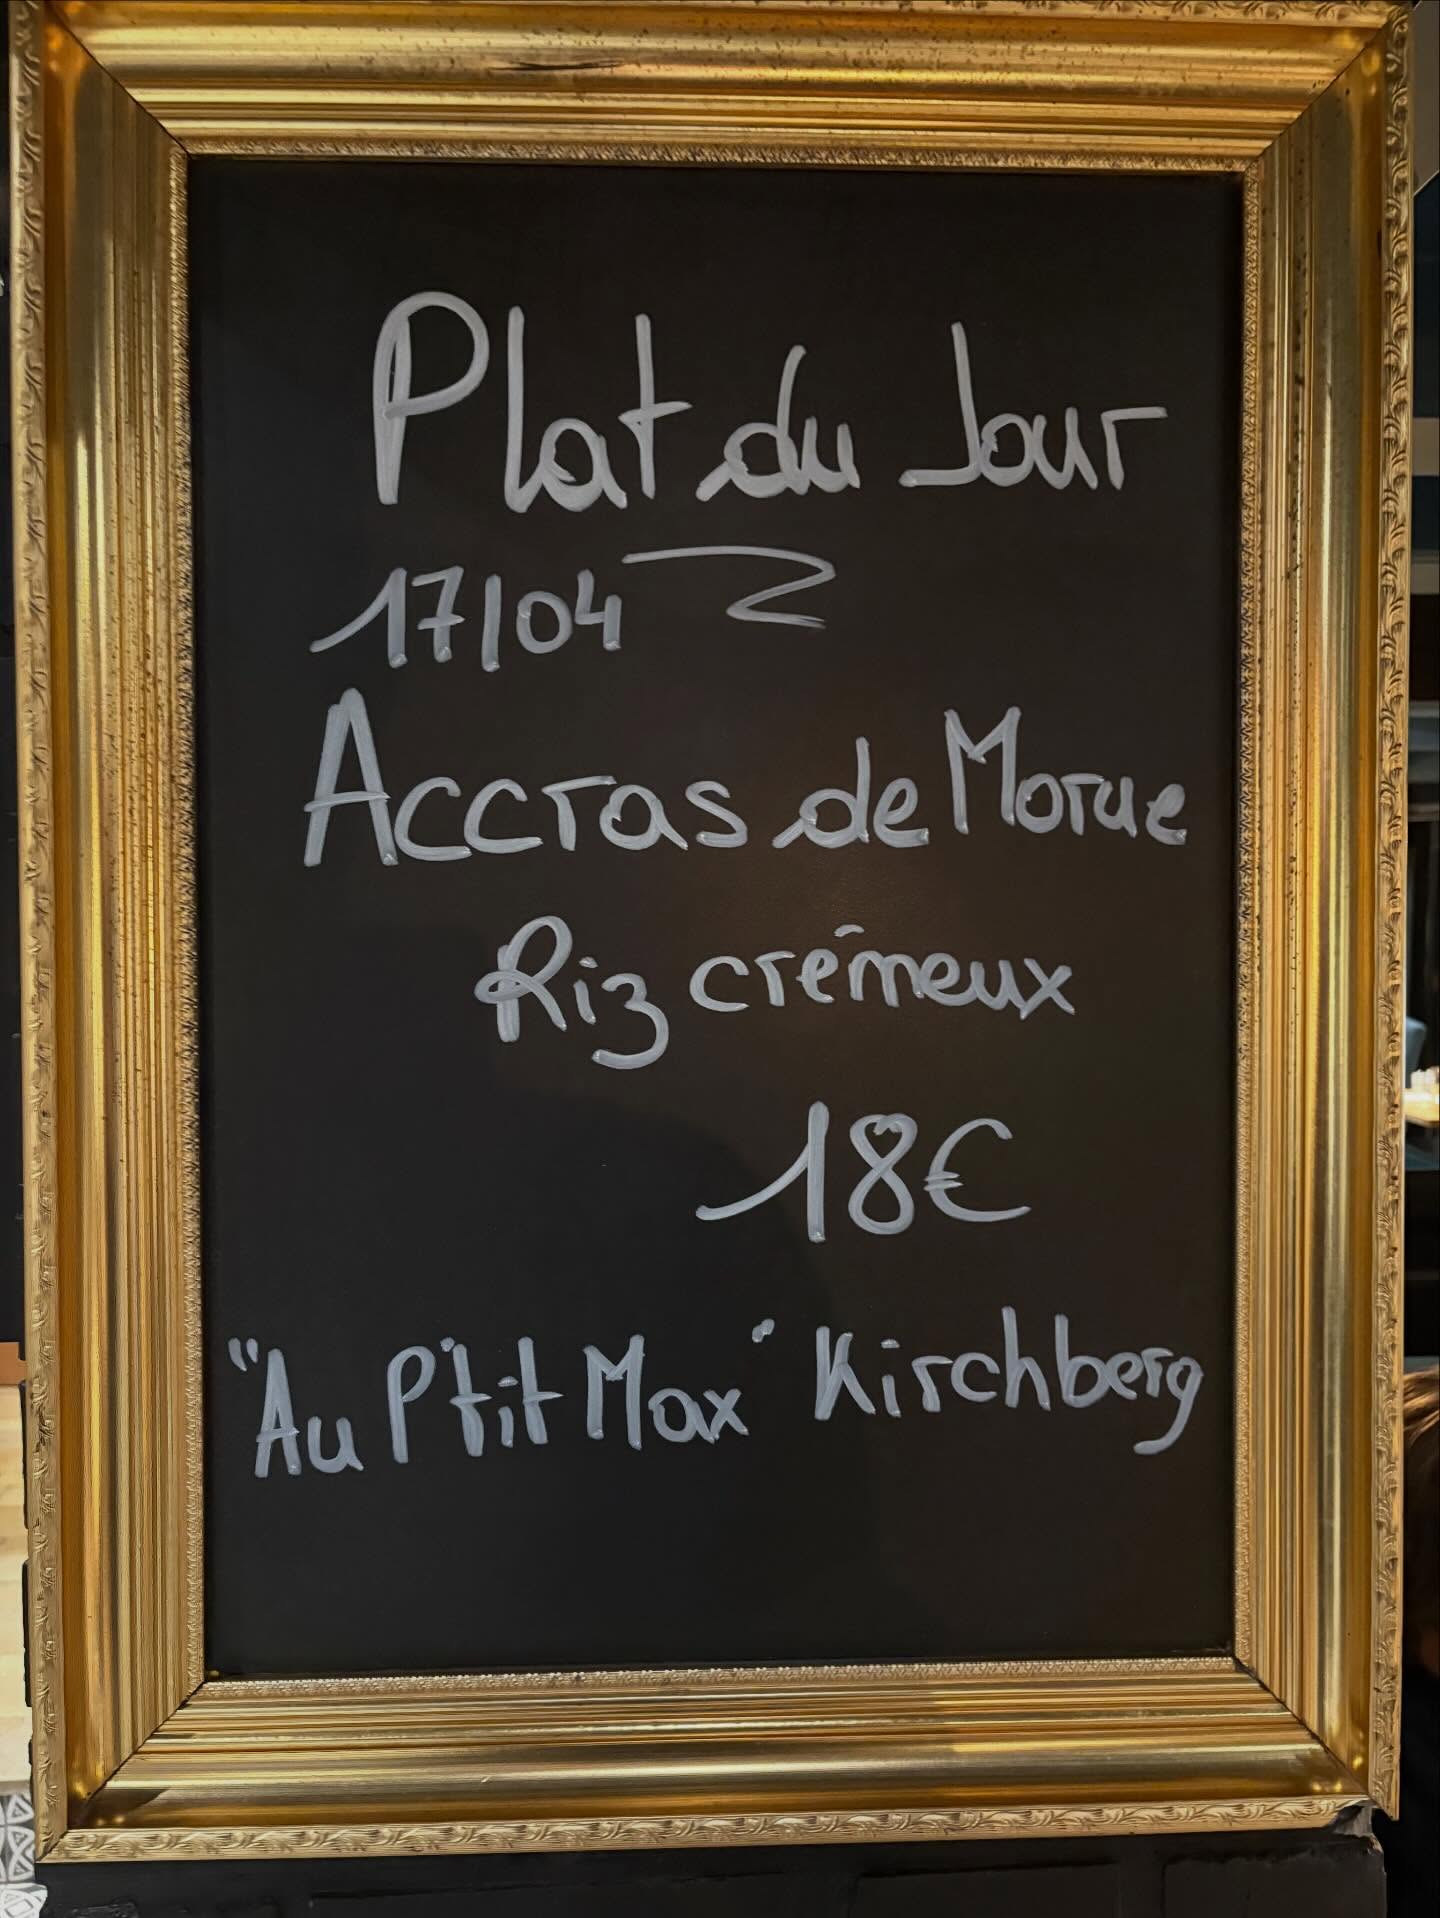 Plat du Jour
17/04
Accras de Morue
Riz crémeux
18€
"Au P'tit Max" Kirchberg